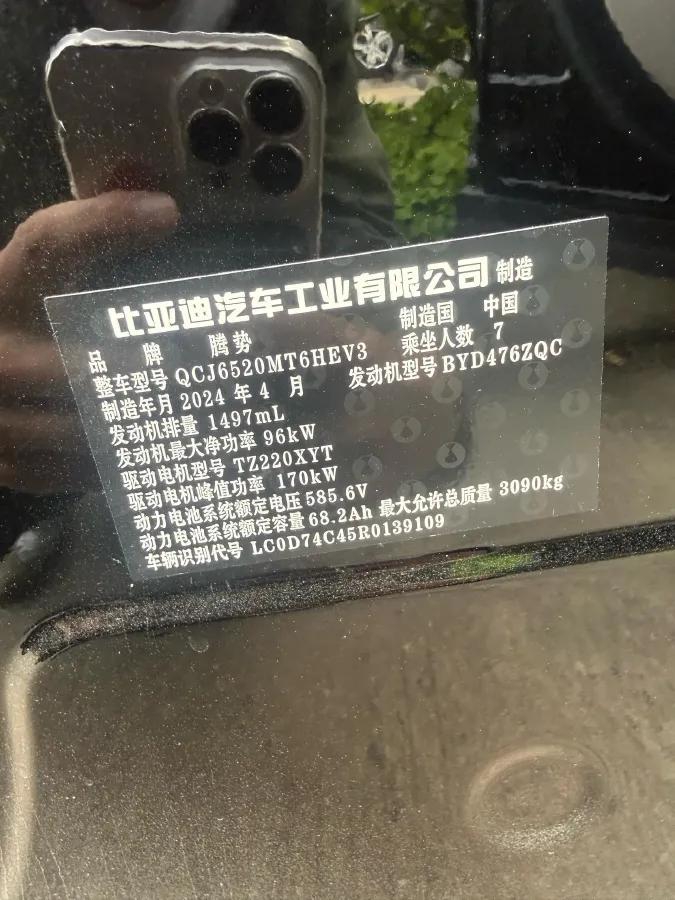 比亚迪汽车工业有限公司 制造
品 牌 腾势 制造国 中国
整车型号 QCJ6520MT6HEV3 乘坐人数 7
制造年月 2024 年 4 月 发动机型号 BYD476ZQC
发动机排量 1497mL
发动机最大净功率 96kW
驱动电机型号 TZ220XYT
驱动电机峰值功率 170kW
动力电池系统额定电压 585.6V
动力电池系统额定容量 68.2Ah 最大允许总质量 3090kg
车辆识别代号 LC0D74C45R0139109